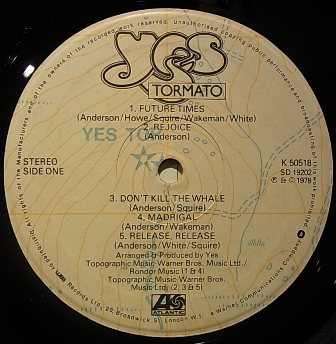 of the recorded work reserved. Unauthorised copying public performance and broadcasting of this
All rights of the Manufacturers and of the owners
yes
TORMATO
1. FUTURE TIMES
(Anderson/Howe/Squire/Wakeman/White)
2. REJOICE
(Anderson)
YES TO
STEREO
SIDE ONE
K 50518
SD 19202
℗ & © 1978
3. DON'T KILL THE WHALE
(Anderson/Squire)
4. MADRIGAL
(Anderson/Wakeman)
5. RELEASE, RELEASE
(Anderson/White/Squire)
Arranged & Produced by Yes
Topographic Music-Warner Bros. Music Ltd./
Rondor Music (1 & 4)
Topographic Music-Warner Bros.
Music Ltd. (2, 3 & 5)
ATLANTIC
Distributed by Records Ltd., 20, Broadwick St. London W.1. a Warner Communications Company